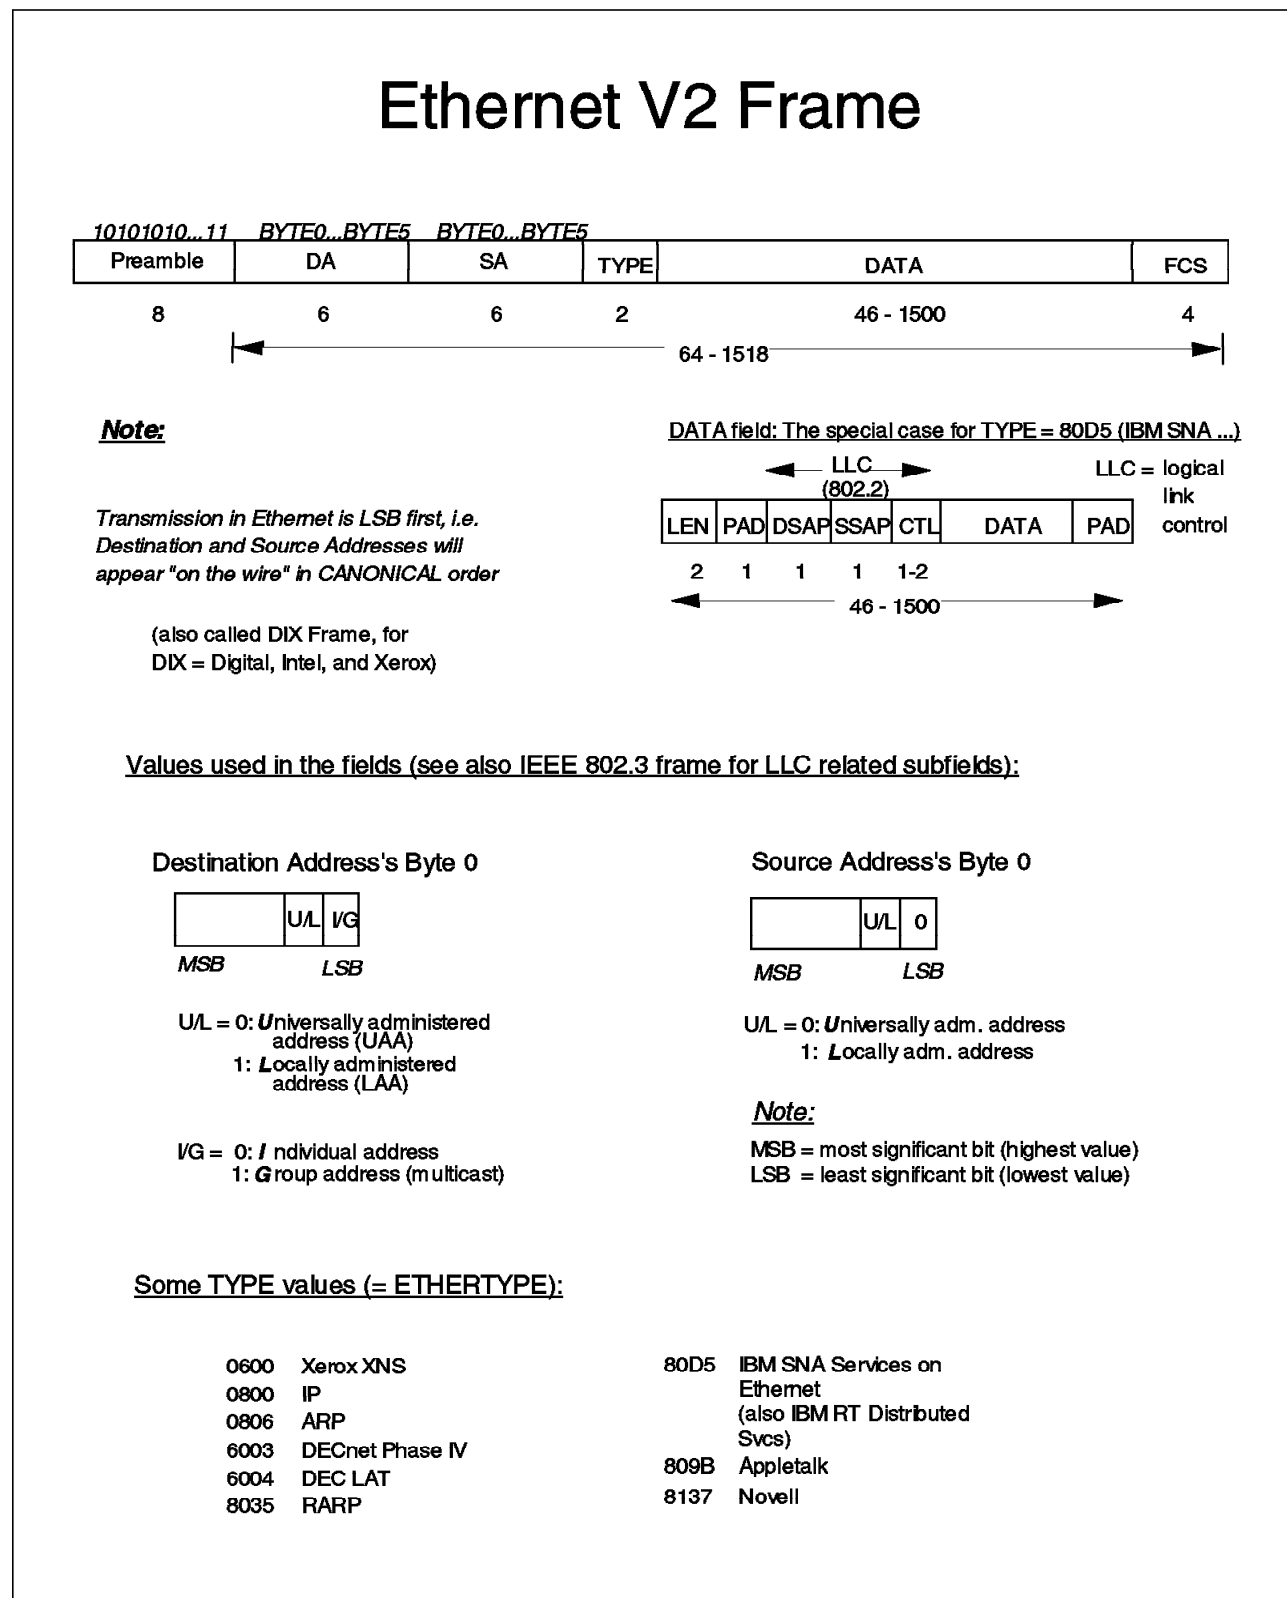 Ethernet V2 Frame
10101010...11 BYTE0...BYTE5 BYTE0...BYTE5
Preamble DA SA TYPE DATA FCS
8 6 6 2 46 - 1500 4
64 - 1518
Note:
Transmission in Ethernet is LSB first, i.e.
Destination and Source Addresses will
appear "on the wire" in CANONICAL order
(also called DIX Frame, for
DIX = Digital, Intel, and Xerox)
DATA field: The special case for TYPE = 80D5 (IBM SNA ...)
LLC
(802.2)
LLC = logical
link
control
LEN PAD DSAP SSAP CTL DATA PAD
2 1 1 1 1-2
46 - 1500
Values used in the fields (see also IEEE 802.3 frame for LLC related subfields):
Destination Address's Byte 0
U/L I/G
MSB LSB
U/L = 0: Universally administered
address (UAA)
1: Locally administered
address (LAA)
I/G = 0: I ndividual address
1: Group address (multicast)
Source Address's Byte 0
U/L 0
MSB LSB
U/L = 0: Universally adm. address
1: Locally adm. address
Note:
MSB = most significant bit (highest value)
LSB = least significant bit (lowest value)
Some TYPE values (= ETHERTYPE):
0600 Xerox XNS
0800 IP
0806 ARP
6003 DECnet Phase IV
6004 DEC LAT
8035 RARP
80D5 IBM SNA Services on
Ethernet
(also IBM RT Distributed
Svcs)
809B Appletalk
8137 Novell